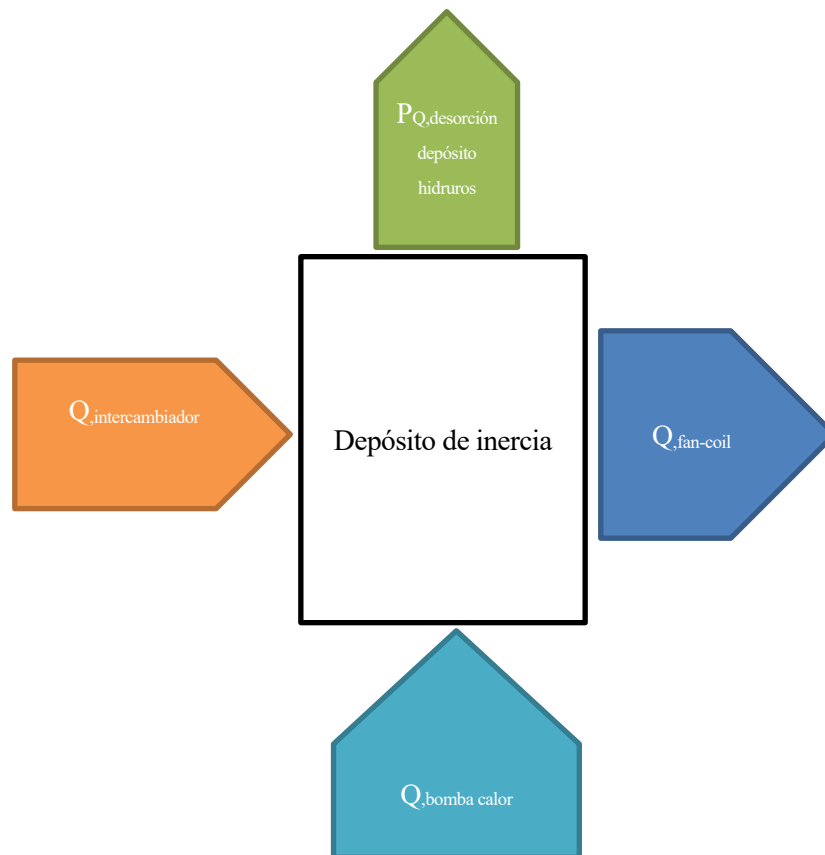 PQ,desorción
depósito
hidruros
Q,intercambiador
Depósito de inercia
Q,fan-coil
Q,bomba calor